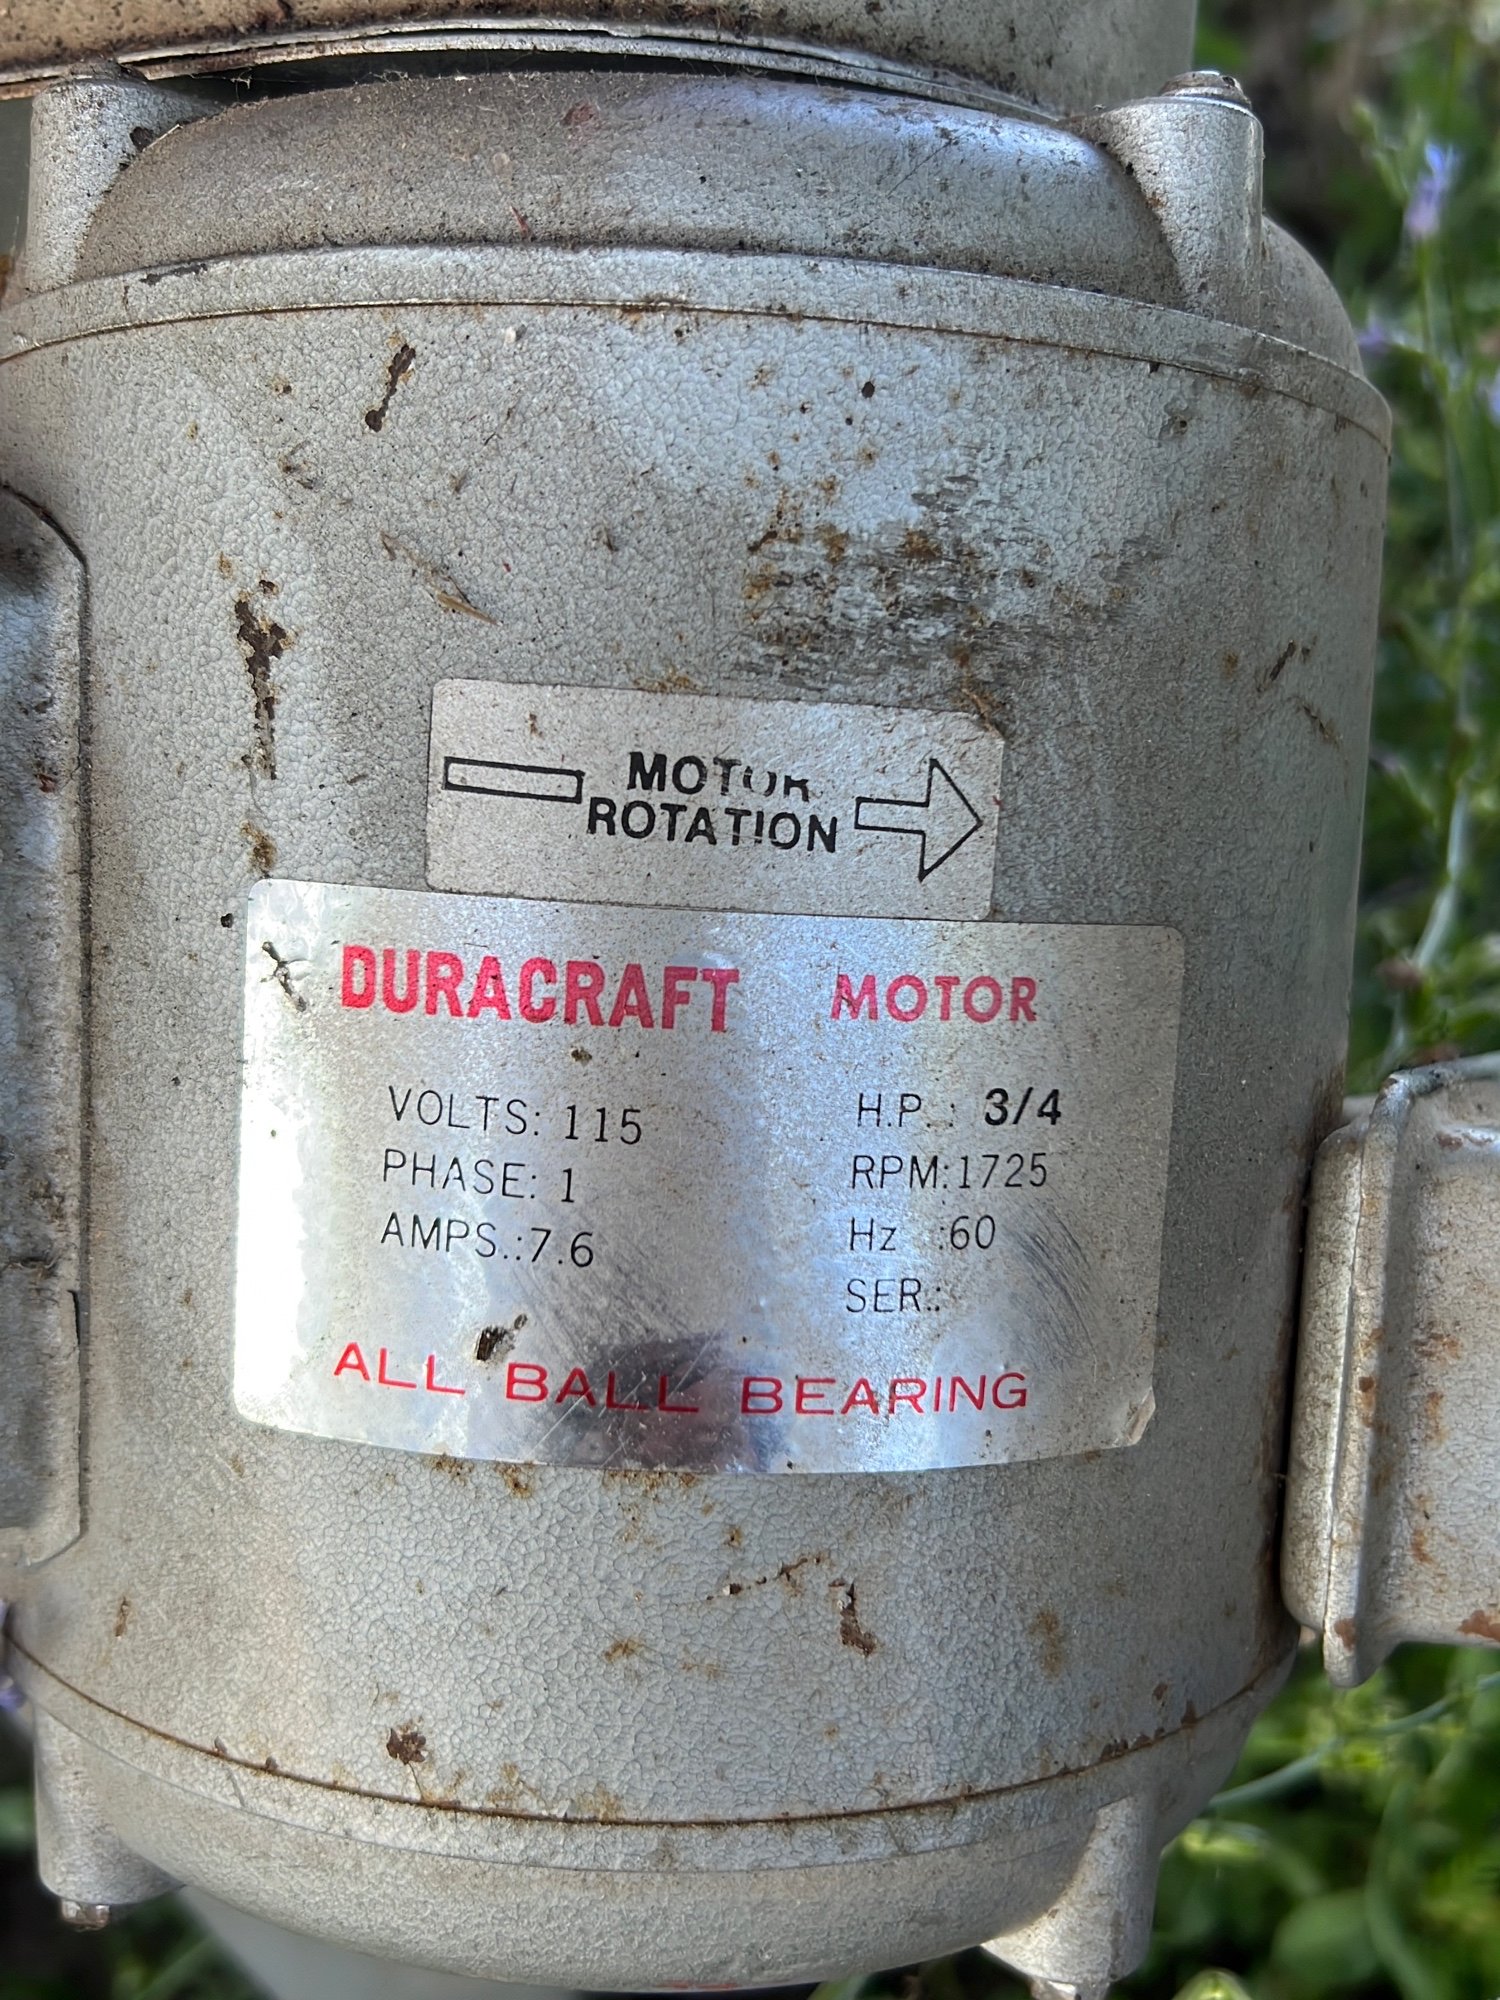 MOTOR
ROTATION
DURACRAFT MOTOR
VOLTS: 115 H.P.: 3/4
PHASE: 1 RPM:1725
AMPS.:7.6 Hz :60
SER.:
ALL BALL BEARING